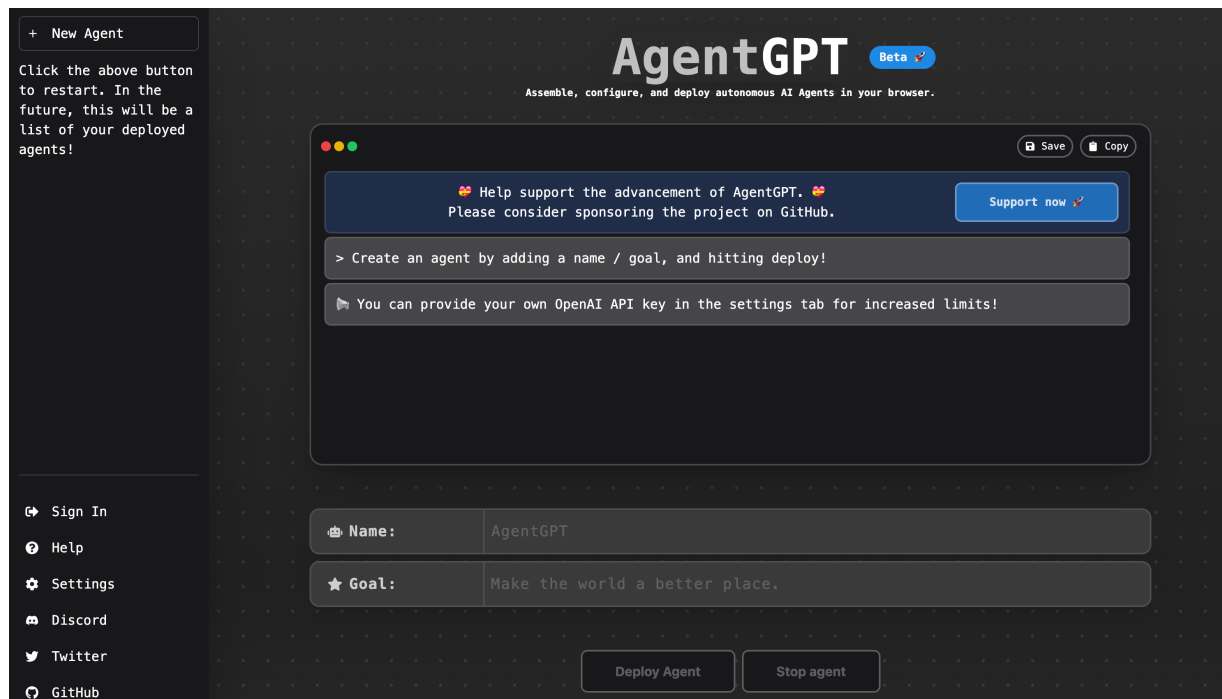 + New Agent
Click the above button
to restart. In the
future, this will be a
list of your deployed
agents!
Sign In
Help
Settings
Discord
Twitter
GitHub
AgentGPT
Beta 🚀
Assemble, configure, and deploy autonomous AI Agents in your browser.
Save
Copy
💝 Help support the advancement of AgentGPT. 💝
Please consider sponsoring the project on GitHub.
Support now 🚀
> Create an agent by adding a name / goal, and hitting deploy!
📢 You can provide your own OpenAI API key in the settings tab for increased limits!
Name:
AgentGPT
Goal:
Make the world a better place.
Deploy Agent
Stop agent